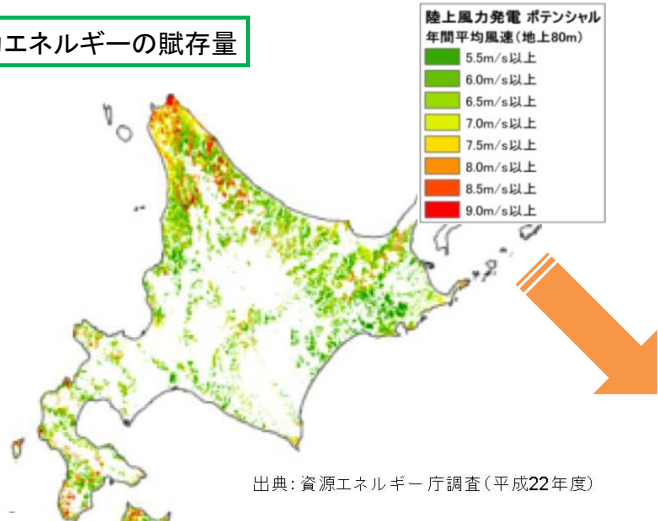 エネルギーの賦存量
陸上風力発電 ポテンシャル
年間平均風速(地上80m)
5.5m/s以上
6.0m/s以上
6.5m/s以上
7.0m/s以上
7.5m/s以上
8.0m/s以上
8.5m/s以上
9.0m/s以上
出典: 資源エネルギー庁調査(平成22年度)